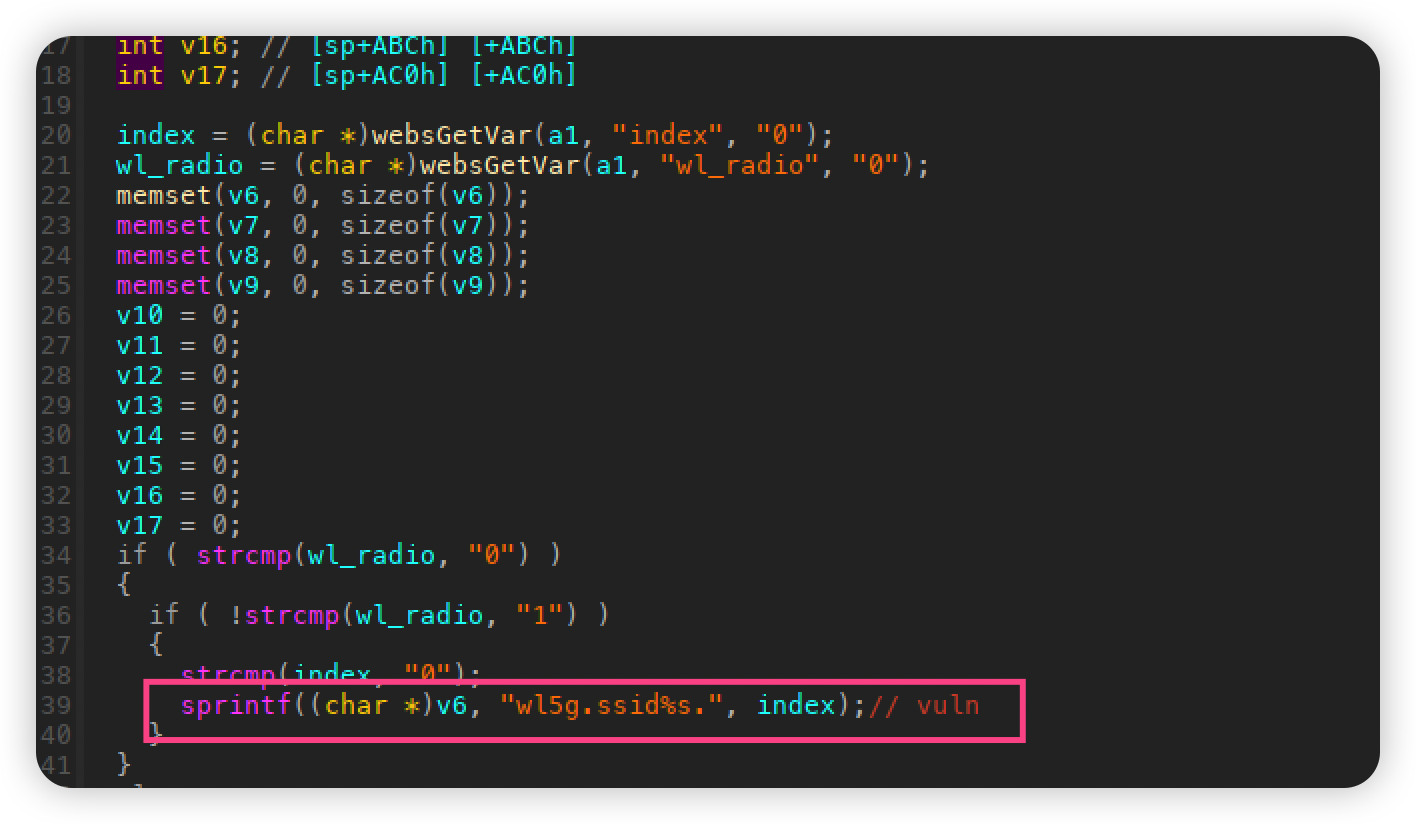 17 int v16; // [sp+ABCh] [+ABCh]
18 int v17; // [sp+AC0h] [+AC0h]
19
20 index = (char *)websGetVar(a1, "index", "0");
21 wl_radio = (char *)websGetVar(a1, "wl_radio", "0");
22 memset(v6, 0, sizeof(v6));
23 memset(v7, 0, sizeof(v7));
24 memset(v8, 0, sizeof(v8));
25 memset(v9, 0, sizeof(v9));
26 v10 = 0;
27 v11 = 0;
28 v12 = 0;
29 v13 = 0;
30 v14 = 0;
31 v15 = 0;
32 v16 = 0;
33 v17 = 0;
34 if ( strcmp(wl_radio, "0") )
35 {
36 if ( !strcmp(wl_radio, "1") )
37 {
38 strcmp(index, "0");
39 sprintf((char *)v6, "wl5g.ssid%s.", index);// vuln
40 }
41 }